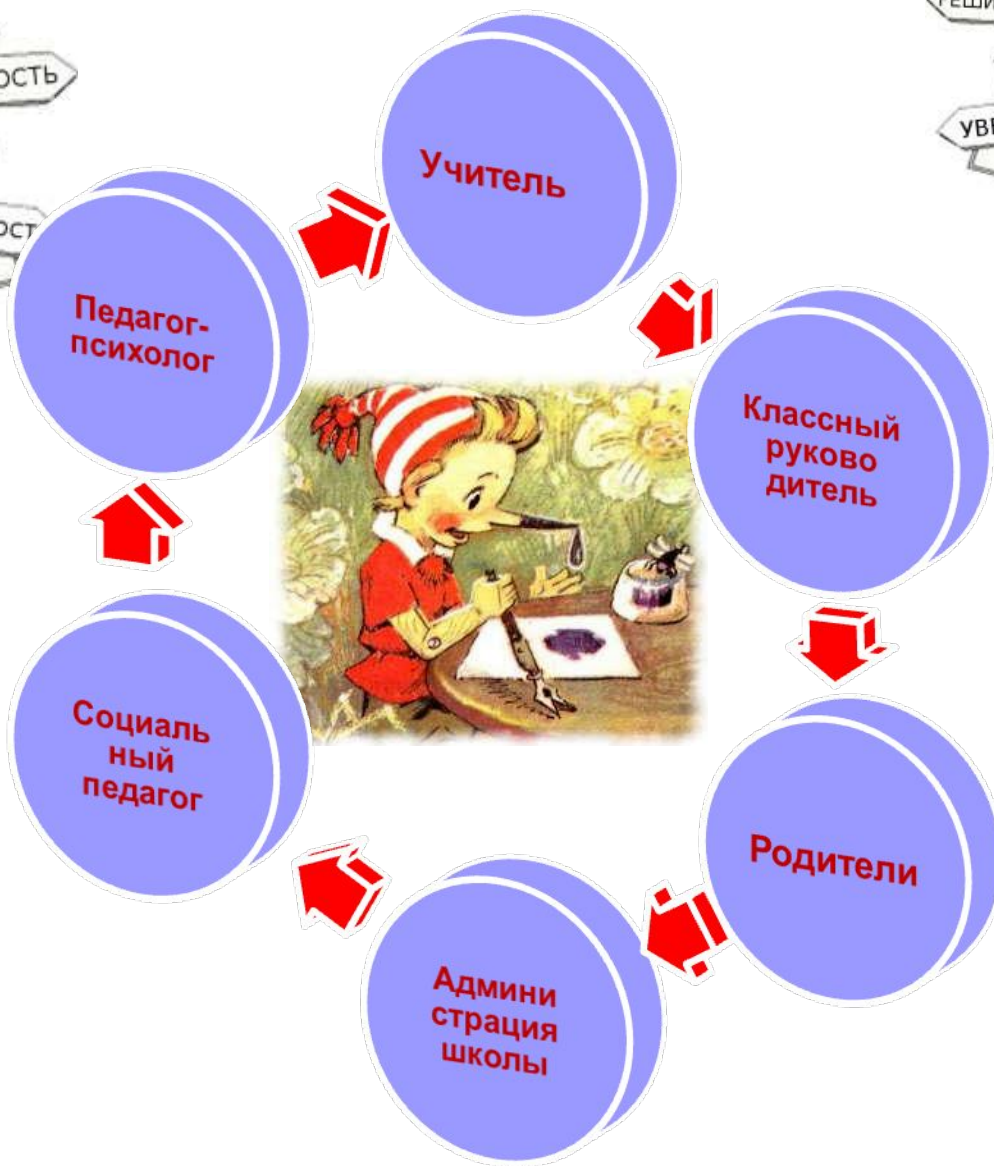 Учитель
Классный
руково
дитель
Родители
Админи
страция
школы
Социаль
ный
педагог
Педагог-
психолог